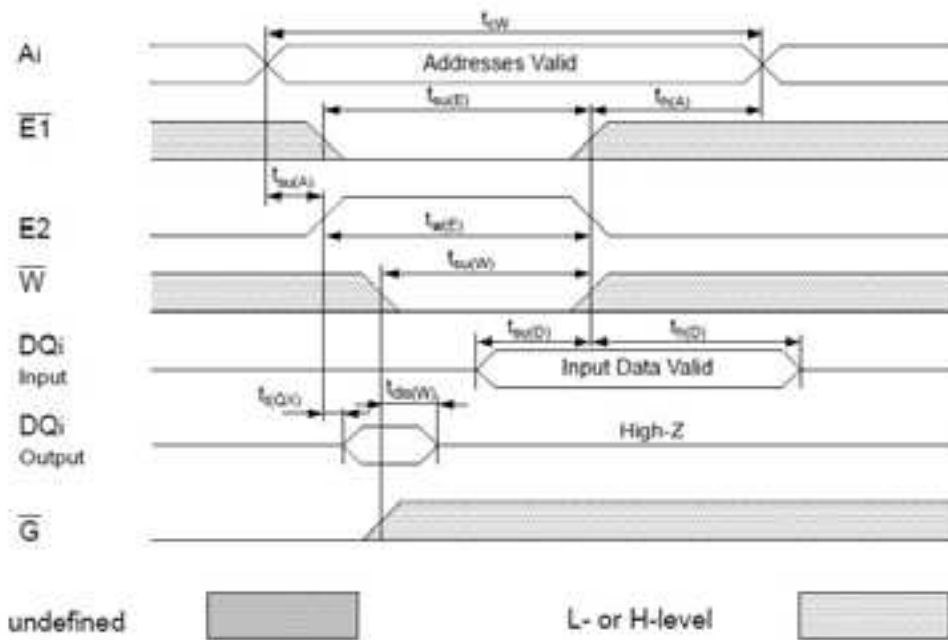 tcW
Ai
Addresses Valid
tsu(E)
th(A)
E1
tsu(A)
E2
tw(E)
tsu(W)
W
tsu(D)
th(D)
DQi
Input
Input Data Valid
tdis(W)
DQi
Output
High-Z
G
undefined
L- or H-level